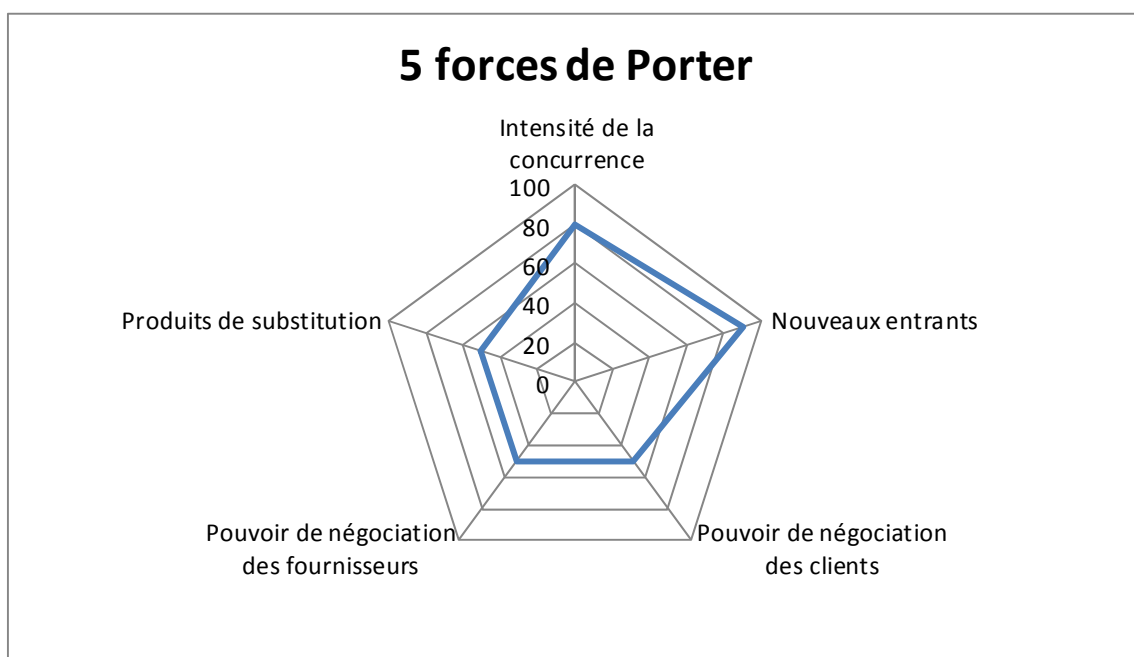 5 forces de Porter
Intensité de la
concurrence
100
80
60
40
20
0
Produits de substitution
Nouveaux entrants
Pouvoir de négociation
des fournisseurs
Pouvoir de négociation
des clients